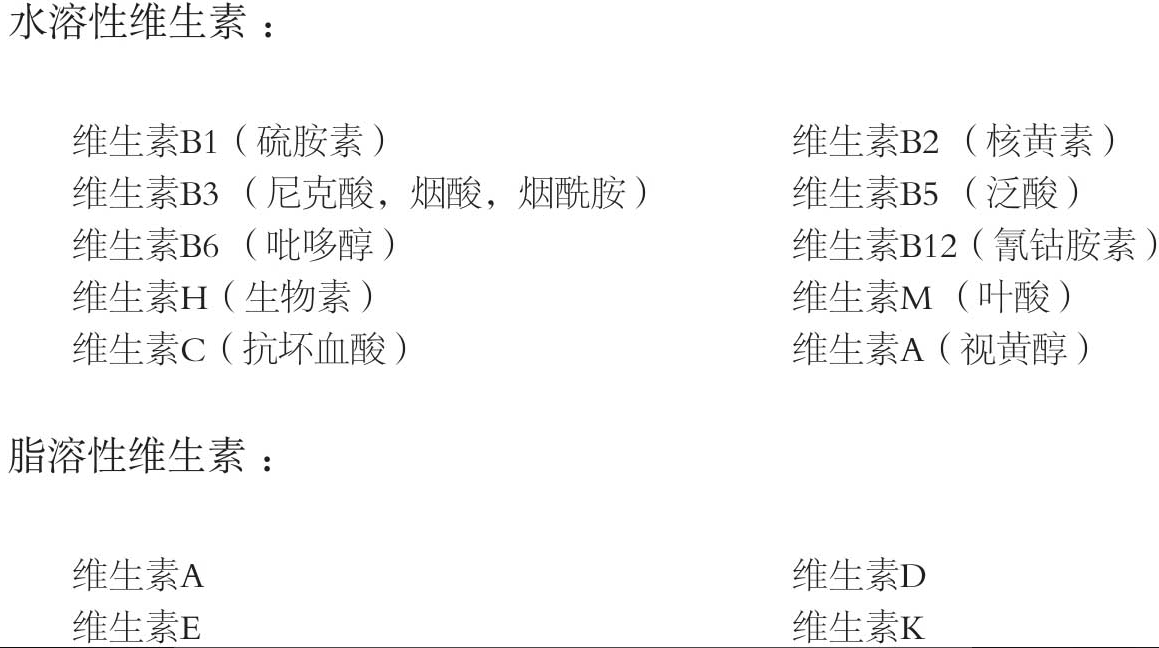 水溶性维生素：
维生素B1（硫胺素） 维生素B2 （核黄素）
维生素B3 （尼克酸，烟酸，烟酰胺） 维生素B5 （泛酸）
维生素B6 （吡哆醇） 维生素B12（氰钴胺素）
维生素H（生物素） 维生素M （叶酸）
维生素C（抗坏血酸） 维生素A（视黄醇）
脂溶性维生素：
维生素A 维生素D
维生素E 维生素K